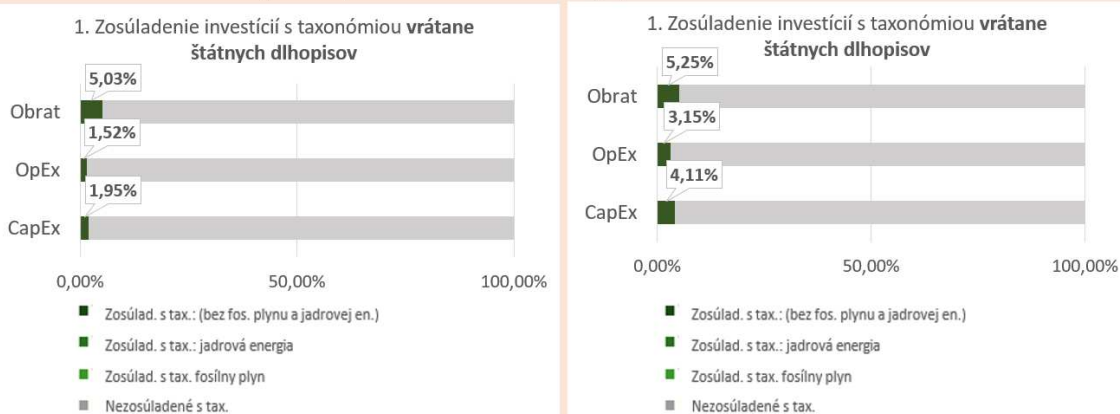 1. Zosúladenie investícií s taxonómiou vrátane
štátnych dlhopisov
5,03%
Obrat
1,52%
OpEx
1,95%
CapEx
0,00%
50,00%
100,00%
Zosúlad. s tax.: (bez fos. plynu a jadrovej en.)
Zosúlad. s tax.: jadrová energia
Zosúlad. s tax. fosílny plyn
Nezosúladené s tax.
1. Zosúladenie investícií s taxonómiou vrátane
štátnych dlhopisov
5,25%
Obrat
3,15%
OpEx
4,11%
CapEx
0,00%
50,00%
100,00%
Zosúlad. s tax.: (bez fos. plynu a jadrovej en.)
Zosúlad. s tax.: jadrová energia
Zosúlad. s tax. fosílny plyn
Nezosúladené s tax.